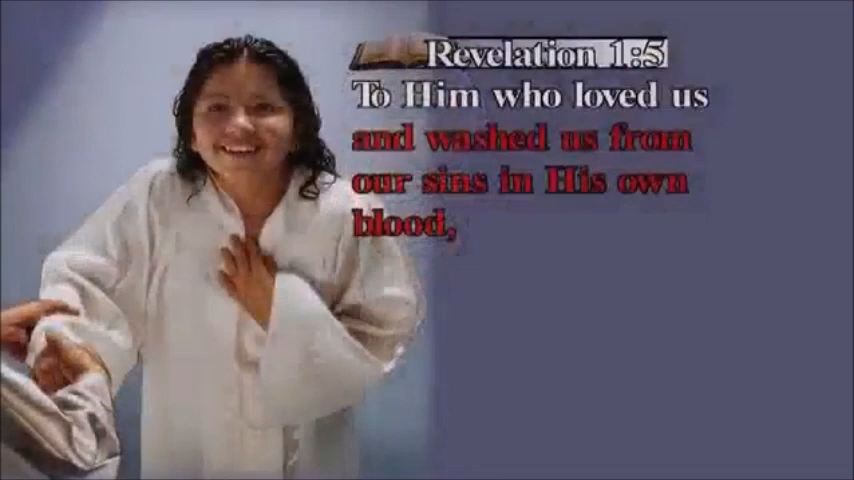 Revelation 1:5
To Him who loved us
and washed us from
our sins in His own
blood,